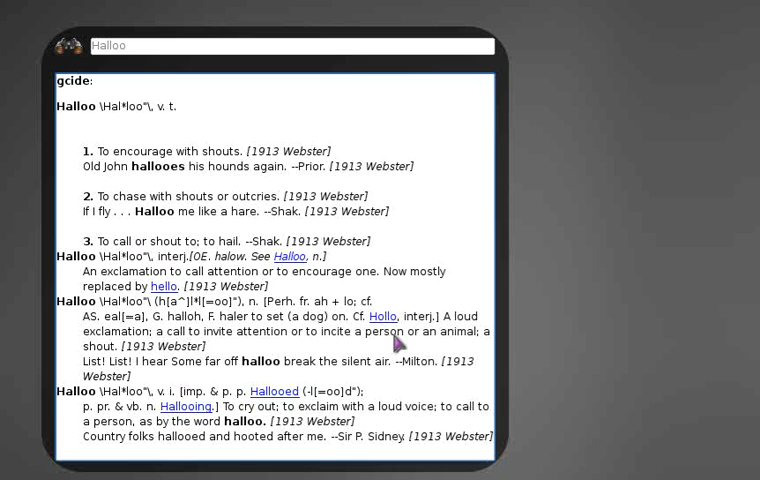 Halloo
gcide:
Halloo \Hal*loo"\, v. t.
1. To encourage with shouts. [1913 Webster]
Old John hallooes his hounds again. --Prior. [1913 Webster]
2. To chase with shouts or outcries. [1913 Webster]
If I fly . . . Halloo me like a hare. --Shak. [1913 Webster]
3. To call or shout to; to hail. --Shak. [1913 Webster]
Halloo \Hal*loo"\, interj.[OE. halow. See Halloo, n.]
An exclamation to call attention or to encourage one. Now mostly
replaced by hello. [1913 Webster]
Halloo \Hal*loo"\ (h[a^]l*l[=oo]"), n. [Perh. fr. ah + lo; cf.
AS. eal[=a], G. halloh, F. haler to set (a dog) on. Cf. Hollo, interj.] A loud
exclamation; a call to invite attention or to incite a person or an animal; a
shout. [1913 Webster]
List! List! I hear Some far off halloo break the silent air. --Milton. [1913
Webster]
Halloo \Hal*loo"\, v. i. [imp. & p. p. Hallooed (-l[=oo]d");
p. pr. & vb. n. Hallooing.] To cry out; to exclaim with a loud voice; to call to
a person, as by the word halloo. [1913 Webster]
Country folks hallooed and hooted after me. --Sir P. Sidney. [1913 Webster]